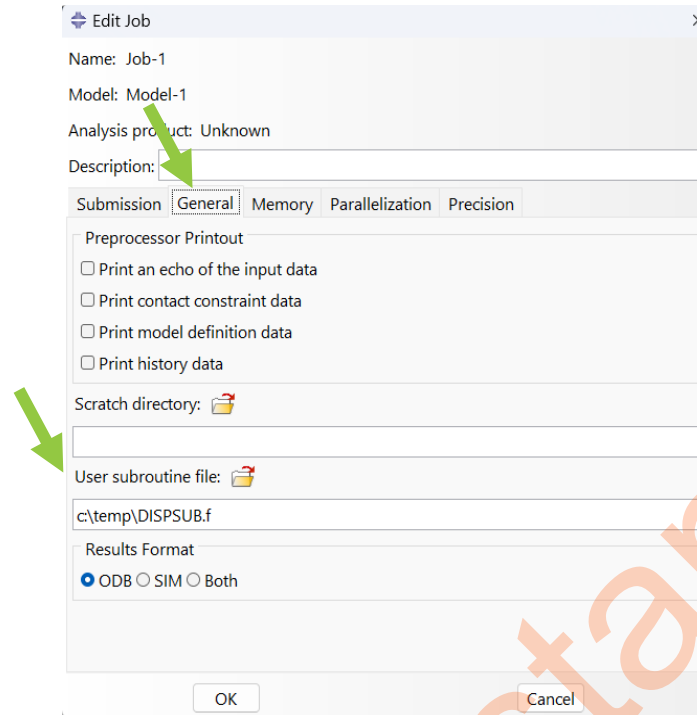 Edit Job
Name: Job-1
Model: Model-1
Analysis product: Unknown
Description:
Submission General Memory Parallelization Precision
Preprocessor Printout
Print an echo of the input data
Print contact constraint data
Print model definition data
Print history data
Scratch directory:
User subroutine file:
c:\temp\DISPSUB.f
Results Format
ODB SIM Both
OK Cancel